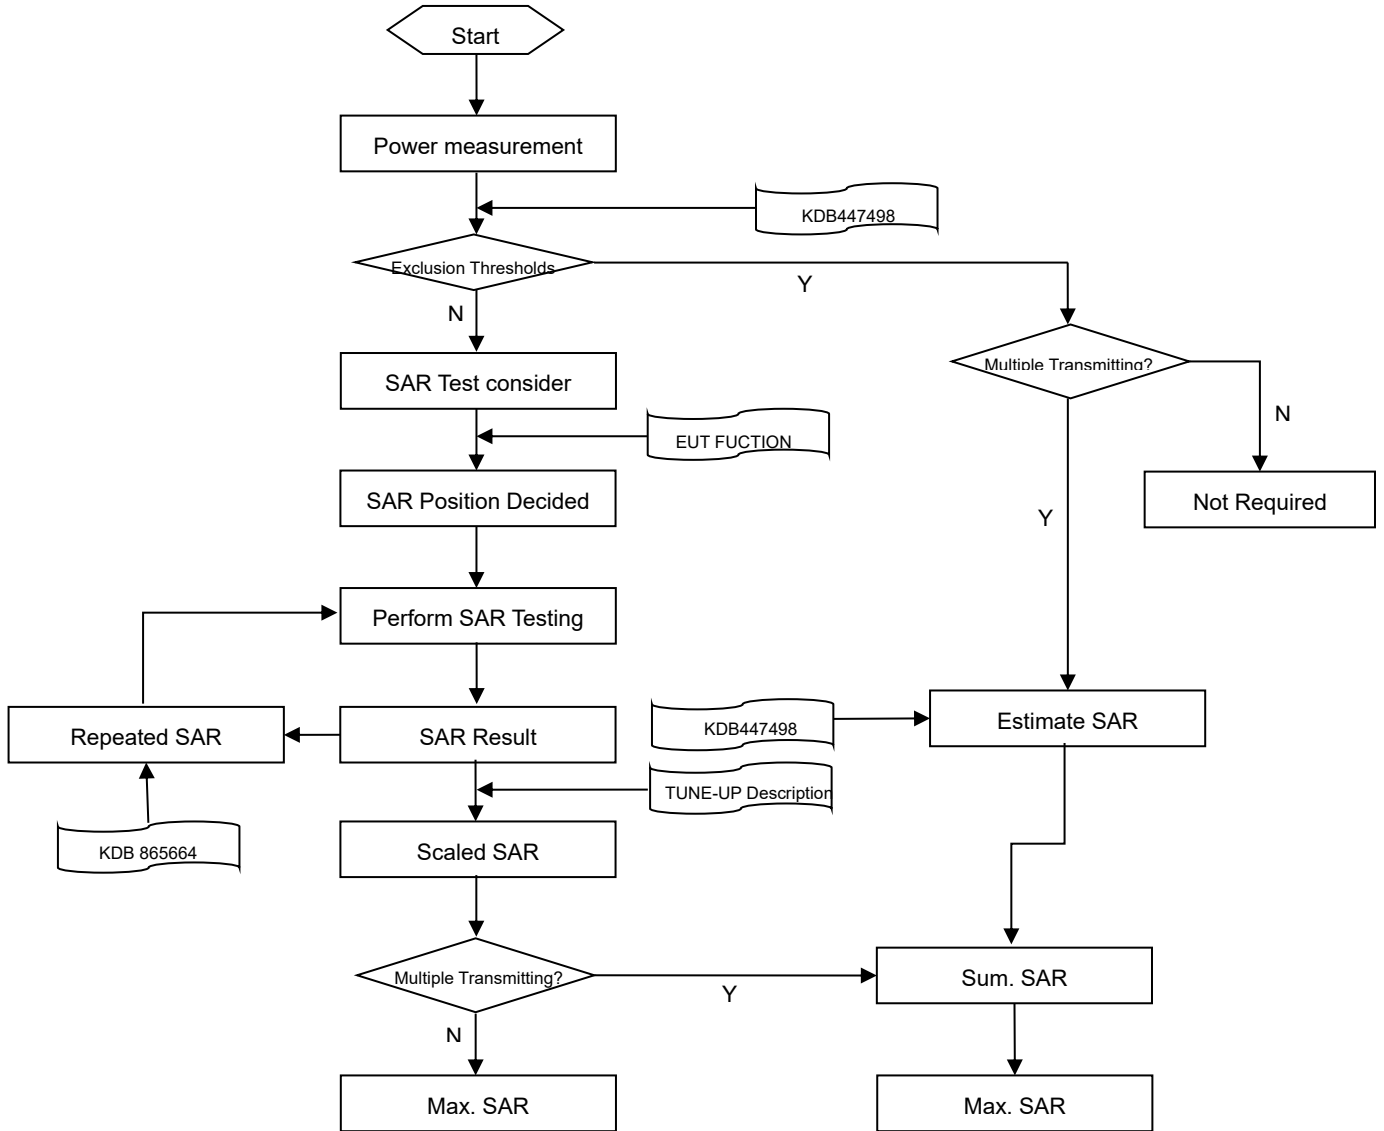 Start
Power measurement
KDB447498
Exclusion Thresholds
Y
N
Multiple Transmitting?
SAR Test consider
N
EUT FUCTION
SAR Position Decided
Not Required
Y
Perform SAR Testing
Repeated SAR
SAR Result
KDB447498
Estimate SAR
TUNE-UP Description
KDB 865664
Scaled SAR
Multiple Transmitting?
Y
Sum. SAR
N
Max. SAR
Max. SAR